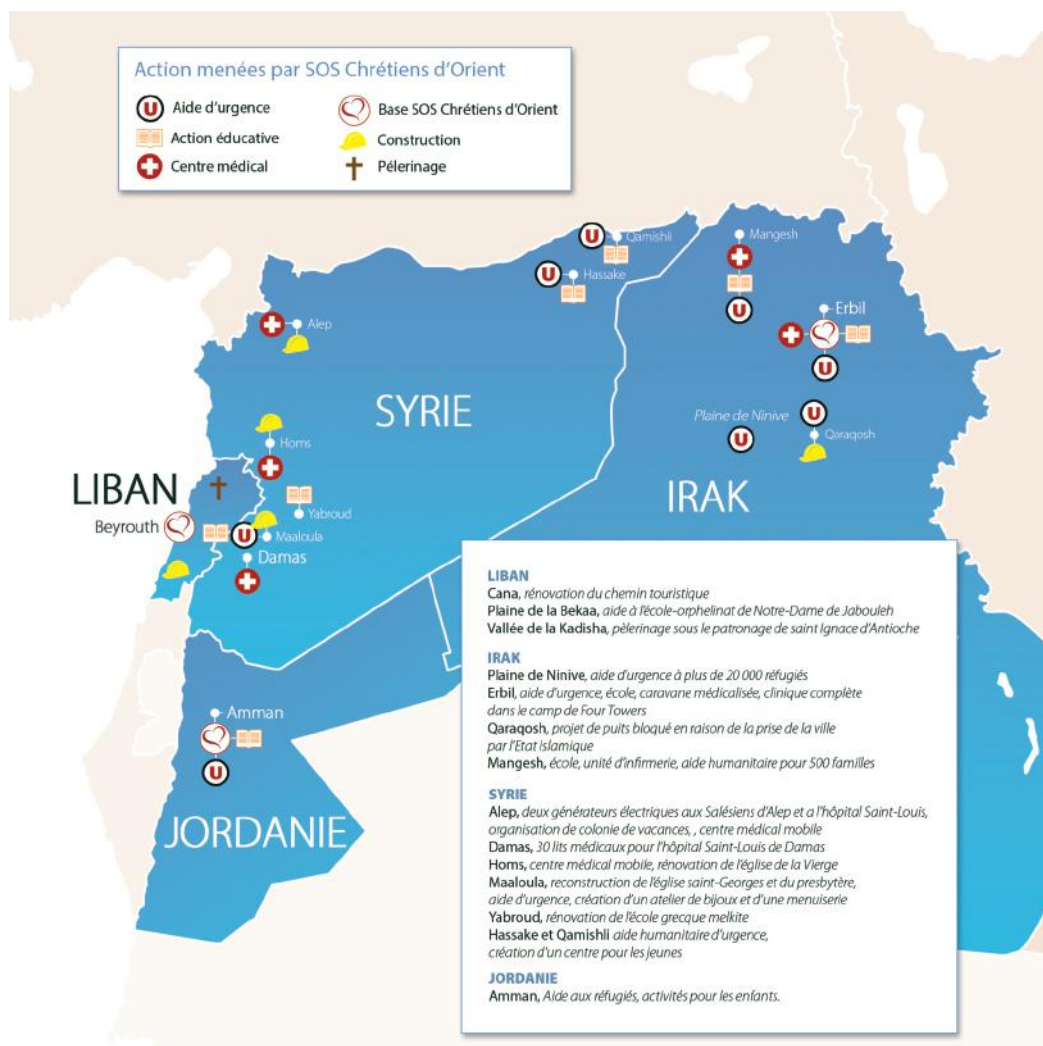 Action menées par SOS Chrétiens d'Orient
U Aide d'urgence
Base SOS Chrétiens d'Orient
Action éducative
Construction
Centre médical
Pélerinage
U Qamishli
U Hassake
Mangesh
U
Alep
Erbil
U
SYRIE
Homs
Plaine de Ninive
U
U
Qaraqosh
LIBAN
Beyrouth
IRAK
Yabroud
U Maaloula
Damas
Amman
U
JORDANIE
LIBAN
Cana, rénovation du chemin touristique
Plaine de la Bekaa, aide à l'école-orphelinat de Notre-Dame de Jabouleh
Vallée de la Kadisha, pèlerinage sous le patronage de saint Ignace d'Antioche
IRAK
Plaine de Ninive, aide d'urgence à plus de 20 000 réfugiés
Erbil, aide d'urgence, école, caravane médicalisée, clinique complète
dans le camp de Four Towers
Qaraqosh, projet de puits bloqué en raison de la prise de la ville
par l'Etat islamique
Mangesh, école, unité d'infirmerie, aide humanitaire pour 500 familles
SYRIE
Alep, deux générateurs électriques aux Salésiens d'Alep et a l'hôpital Saint-Louis,
organisation de colonie de vacances, , centre médical mobile
Damas, 30 lits médicaux pour l'hôpital Saint-Louis de Damas
Homs, centre médical mobile, rénovation de l'église de la Vierge
Maaloula, reconstruction de l'église saint-Georges et du presbytère,
aide d'urgence, création d'un atelier de bijoux et d'une menuiserie
Yabroud, rénovation de l'école grecque melkite
Hassake et Qamishli aide humanitaire d'urgence,
création d'un centre pour les jeunes
JORDANIE
Amman, Aide aux réfugiés, activités pour les enfants.